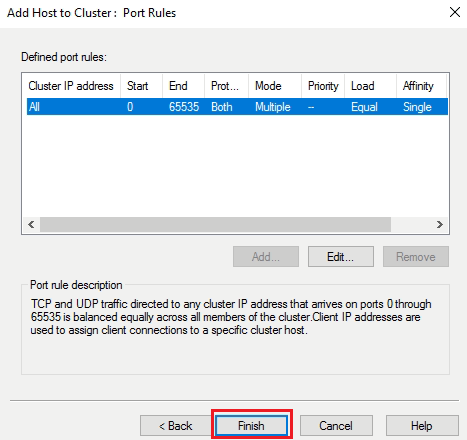 Add Host to Cluster : Port Rules
Defined port rules:
Cluster IP address Start End Prot... Mode Priority Load Affinity
All 0 65535 Both Multiple -- Equal Single
Add... Edit... Remove
Port rule description
TCP and UDP traffic directed to any cluster IP address that arrives on ports 0 through
65535 is balanced equally across all members of the cluster.Client IP addresses are
used to assign client connections to a specific cluster host.
< Back Finish Cancel Help